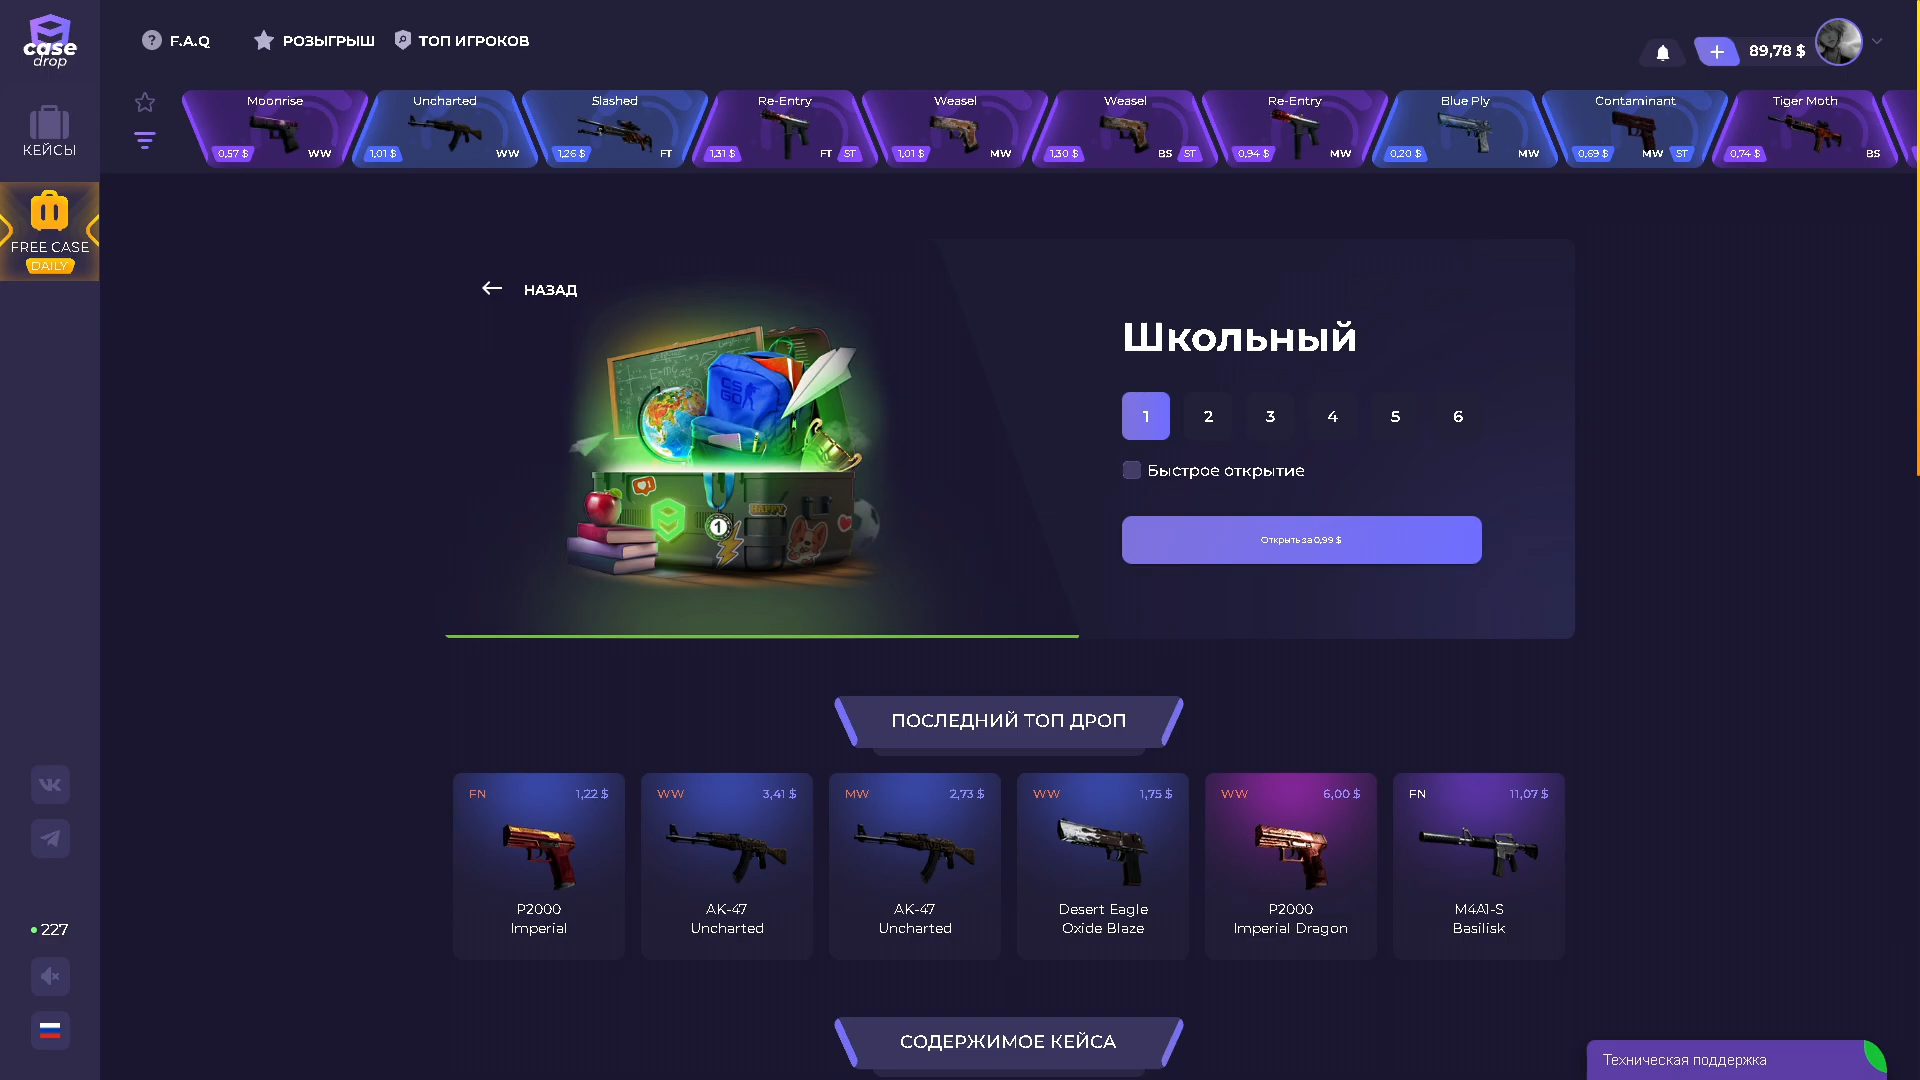 case
drop
F.A.Q
РОЗЫГРЫШ
ТОП ИГРОКОВ
89,78 $
КЕЙСЫ
FREE CASE
DAILY
Moonrise
0,57 $
WW
Uncharted
1,01 $
WW
Slashed
1,26 $
FT
Re-Entry
1,31 $
FT ST
Weasel
1,01 $
MW
Weasel
1,30 $
BS ST
Re-Entry
0,94 $
MW
Blue Ply
0,20 $
MW
Contaminant
0,69 $
MW ST
Tiger Moth
0,74 $
BS
НАЗАД
CS
GO
HAPPY
1
Школьный
1 2 3 4 5 6
Быстрое открытие
Открыть за 0,99 $
ПОСЛЕДНИЙ ТОП ДРОП
FN 1,22 $
P2000
Imperial
WW 3,41 $
AK-47
Uncharted
MW 2,73 $
AK-47
Uncharted
WW 1,75 $
Desert Eagle
Oxide Blaze
WW 6,00 $
P2000
Imperial Dragon
FN 11,07 $
M4A1-S
Basilisk
227
СОДЕРЖИМОЕ КЕЙСА
Техническая поддержка